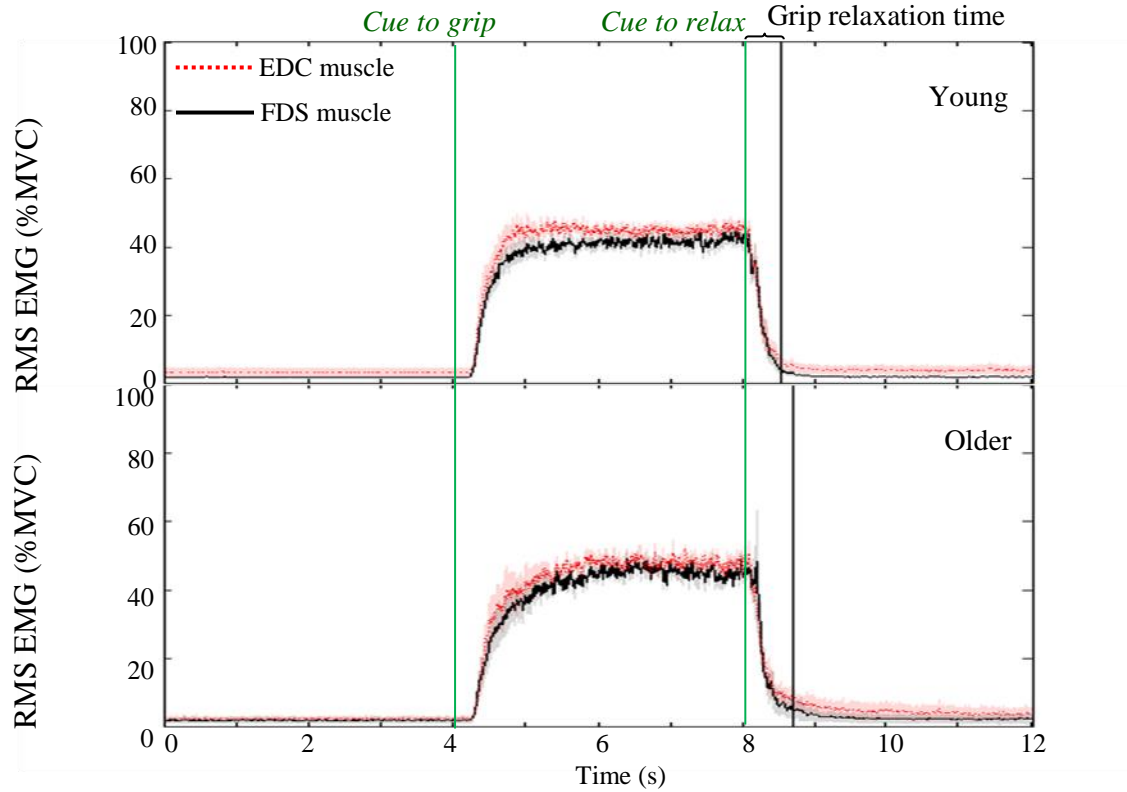 Cue to grip
Cue to relax
Grip relaxation time
RMS EMG (%MVC)
100
80
60
40
20
0
EDC muscle
FDS muscle
Young
RMS EMG (%MVC)
100
80
60
40
20
0
Older
0 2 4 6 8 10 12
Time (s)